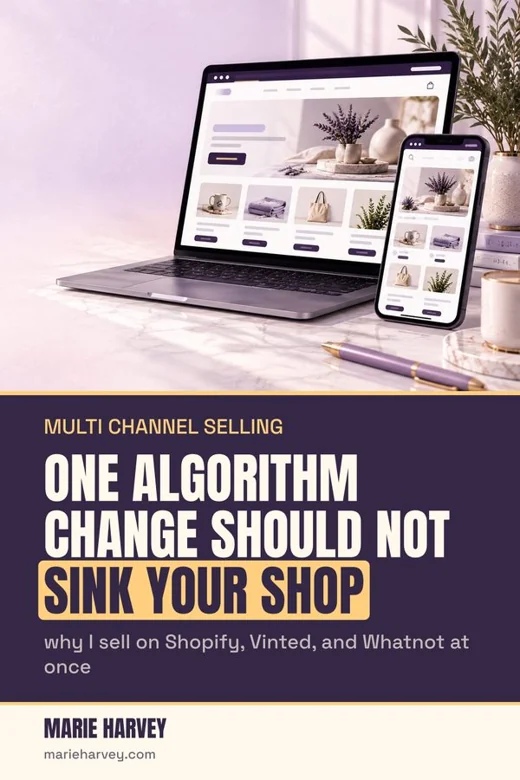 MULTI CHANNEL SELLING
ONE ALGORITHM
CHANGE SHOULD NOT
SINK YOUR SHOP
why I sell on Shopify, Vinted, and Whatnot at
once
MARIE HARVEY
marieharvey.com